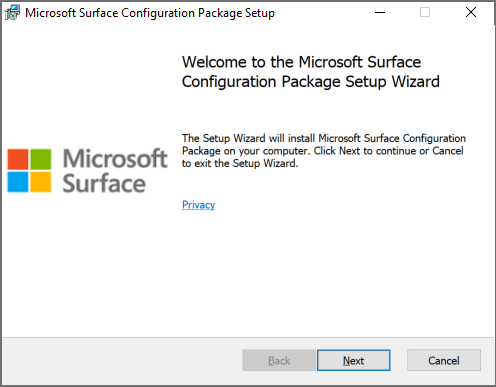 Microsoft Surface Configuration Package Setup
Welcome to the Microsoft Surface
Configuration Package Setup Wizard
The Setup Wizard will install Microsoft Surface Configuration
Package on your computer. Click Next to continue or Cancel
to exit the Setup Wizard.
Microsoft
Surface
Privacy
Back
Next
Cancel